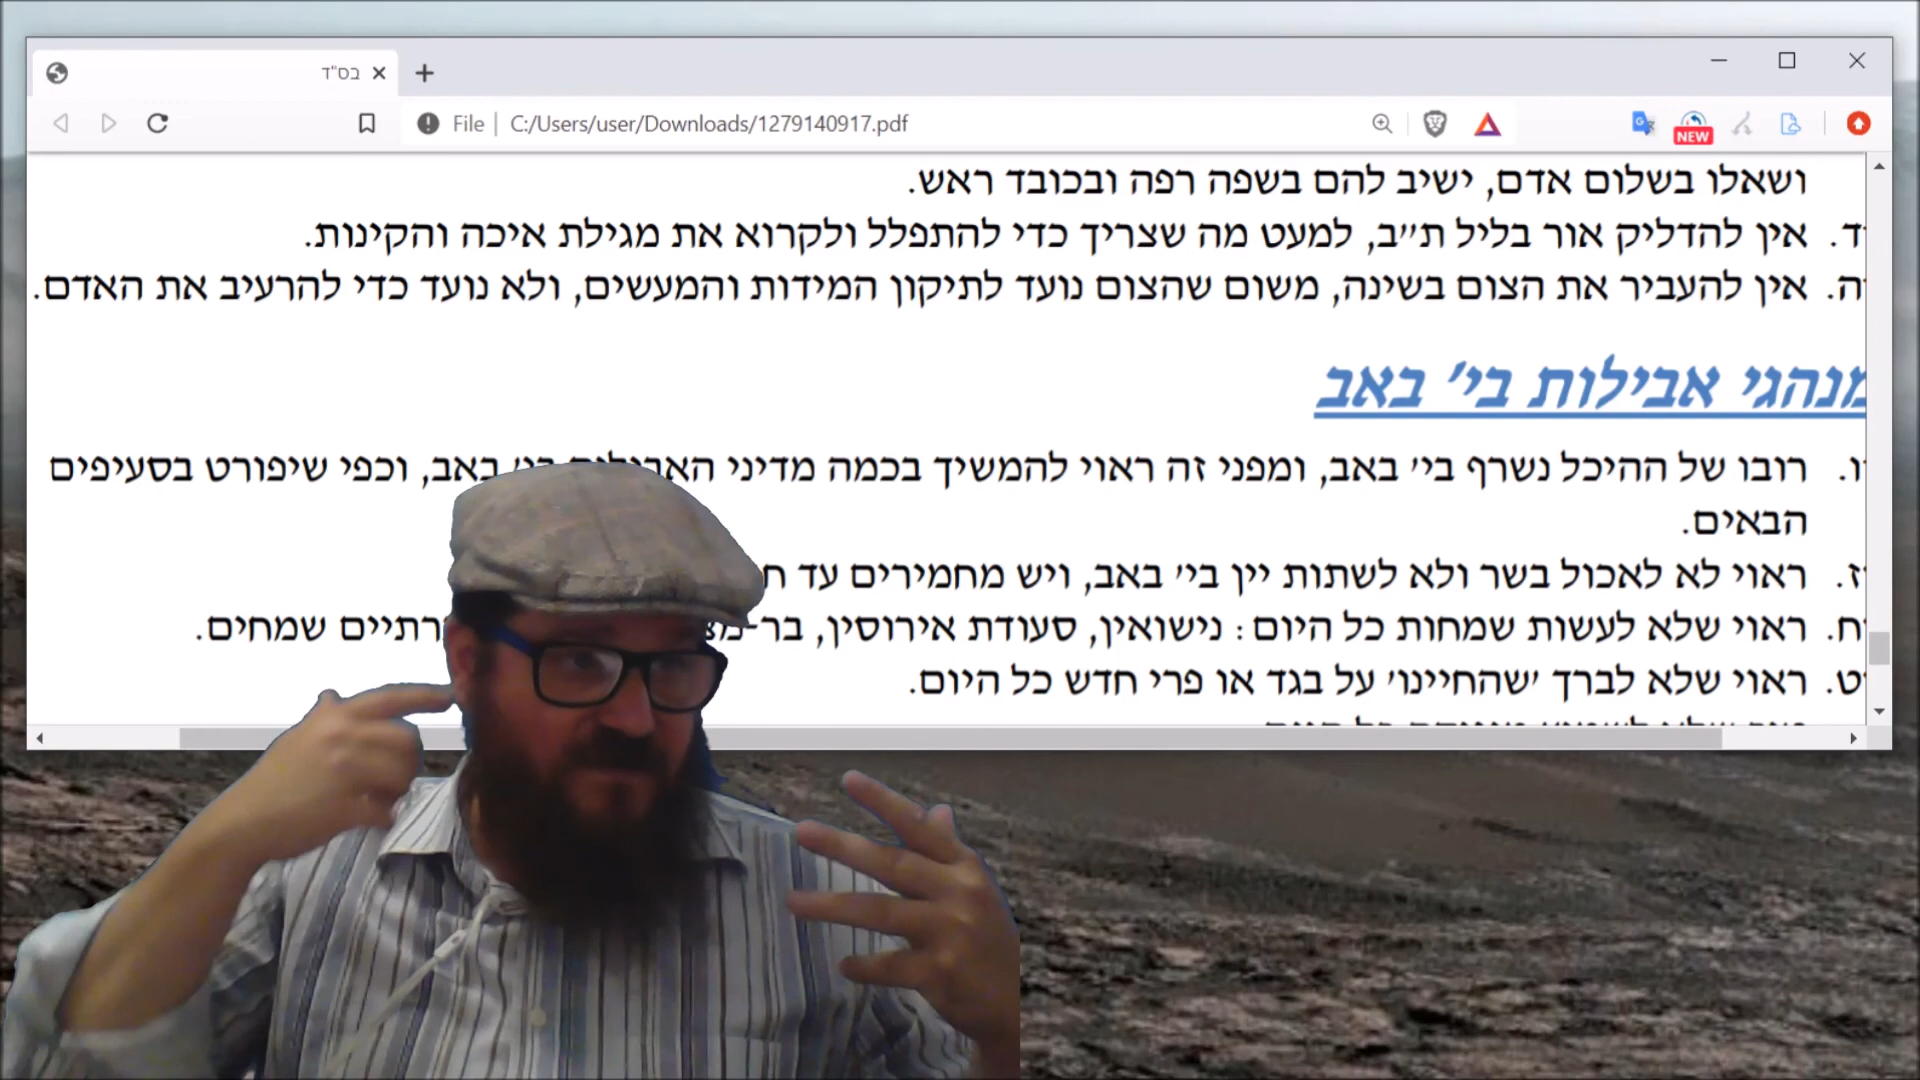 בס"ד
File
C:/Users/user/Downloads/1279140917.pdf
NEW
ושאלו בשלום אדם, ישיב להם בשפה רפה ובכובד ראש.
ד. אין להדליק אור בליל ת״ב, למעט מה שצריך כדי להתפלל ולקרוא את מגילת איכה והקינות.
ה. אין להעביר את הצום בשינה, משום שהצום נועד לתיקון המידות והמעשים, ולא נועד כדי להרעיב את האדם.
מנהגי אבילות בי׳ באב
ו. רובו של ההיכל נשרף בי׳ באב, ומפני זה ראוי להמשיך בכמה מדיני האבילות בי׳ באב, וכפי שיפורט בסעיפים
הבאים.
ז. ראוי לא לאכול בשר ולא לשתות יין בי׳ באב, ויש מחמירים עד
ח. ראוי שלא לעשות שמחות כל היום: נישואין, סעודת אירוסין, שמחים.
ט. ראוי שלא לברך ׳שהחיינו׳ על בגד או פרי חדש כל היום.